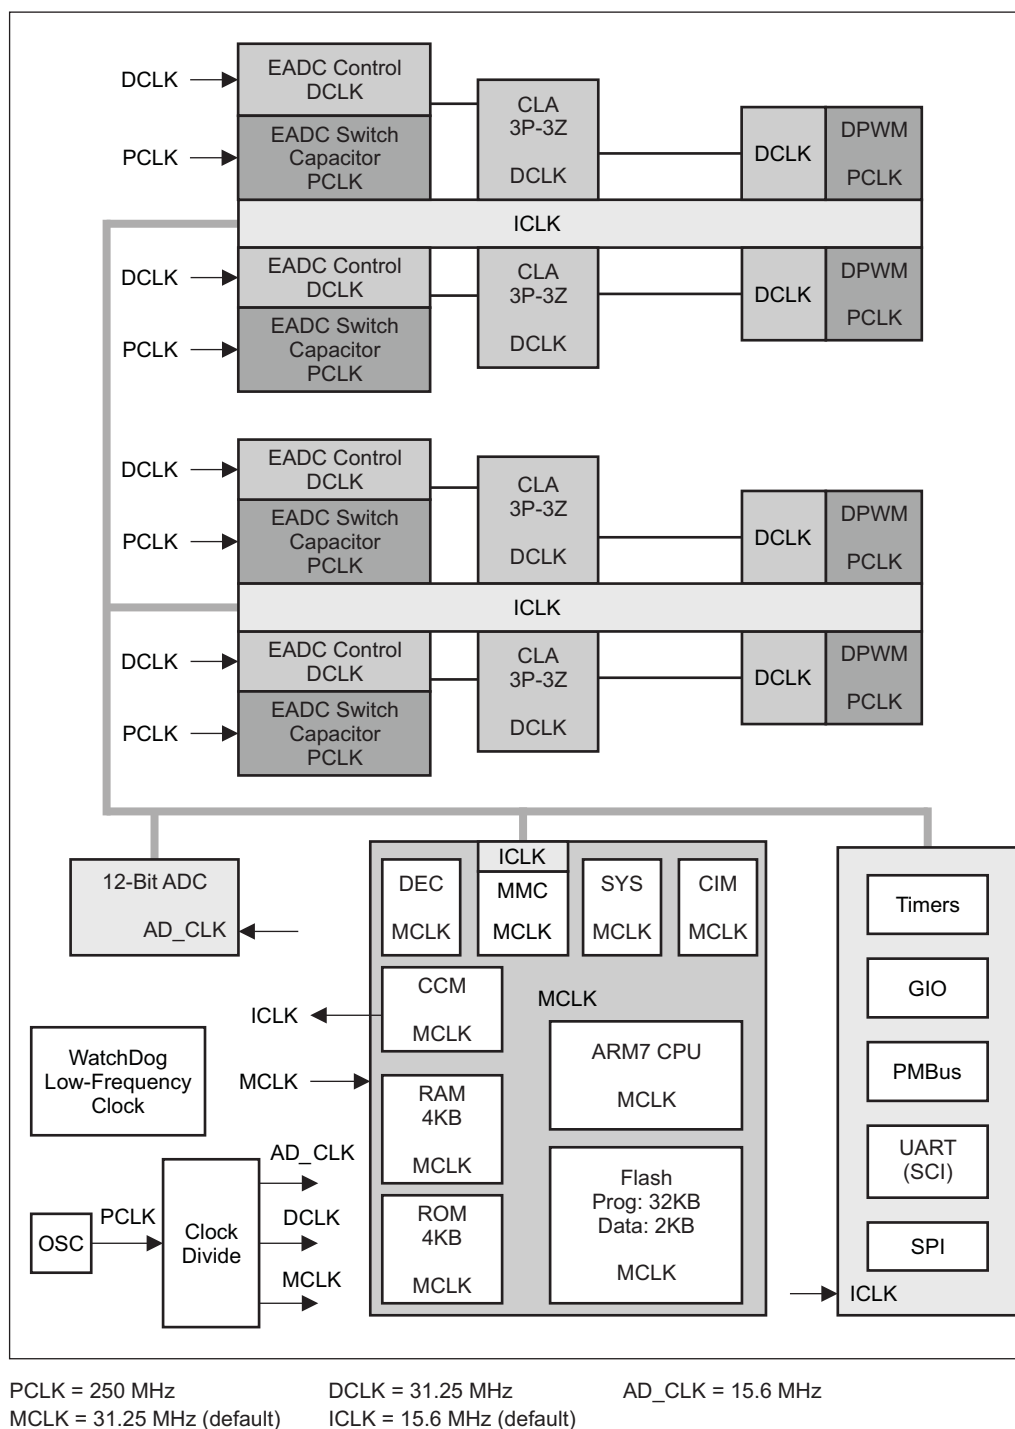 DCLK
EADC Control
DCLK
PCLK
EADC Switch
Capacitor
PCLK
CLA
3P-3Z
DCLK
DCLK
DPWM
PCLK
ICLK
DCLK
EADC Control
DCLK
PCLK
EADC Switch
Capacitor
PCLK
CLA
3P-3Z
DCLK
DCLK
DPWM
PCLK
DCLK
EADC Control
DCLK
PCLK
EADC Switch
Capacitor
PCLK
CLA
3P-3Z
DCLK
DCLK
DPWM
PCLK
ICLK
DCLK
EADC Control
DCLK
PCLK
EADC Switch
Capacitor
PCLK
CLA
3P-3Z
DCLK
DCLK
DPWM
PCLK
12-Bit ADC
AD_CLK
ICLK
DEC
MCLK
MMC
MCLK
SYS
MCLK
CIM
MCLK
CCM
MCLK
ICLK
MCLK
MCLK
ARM7 CPU
MCLK
RAM
4KB
MCLK
ROM
4KB
MCLK
Flash
Prog: 32KB
Data: 2KB
MCLK
Timers
GIO
PMBus
UART
(SCI)
SPI
ICLK
WatchDog
Low-Frequency
Clock
OSC
PCLK
Clock
Divide
AD_CLK
DCLK
MCLK
PCLK = 250 MHz
DCLK = 31.25 MHz
AD_CLK = 15.6 MHz
MCLK = 31.25 MHz (default)
ICLK = 15.6 MHz (default)